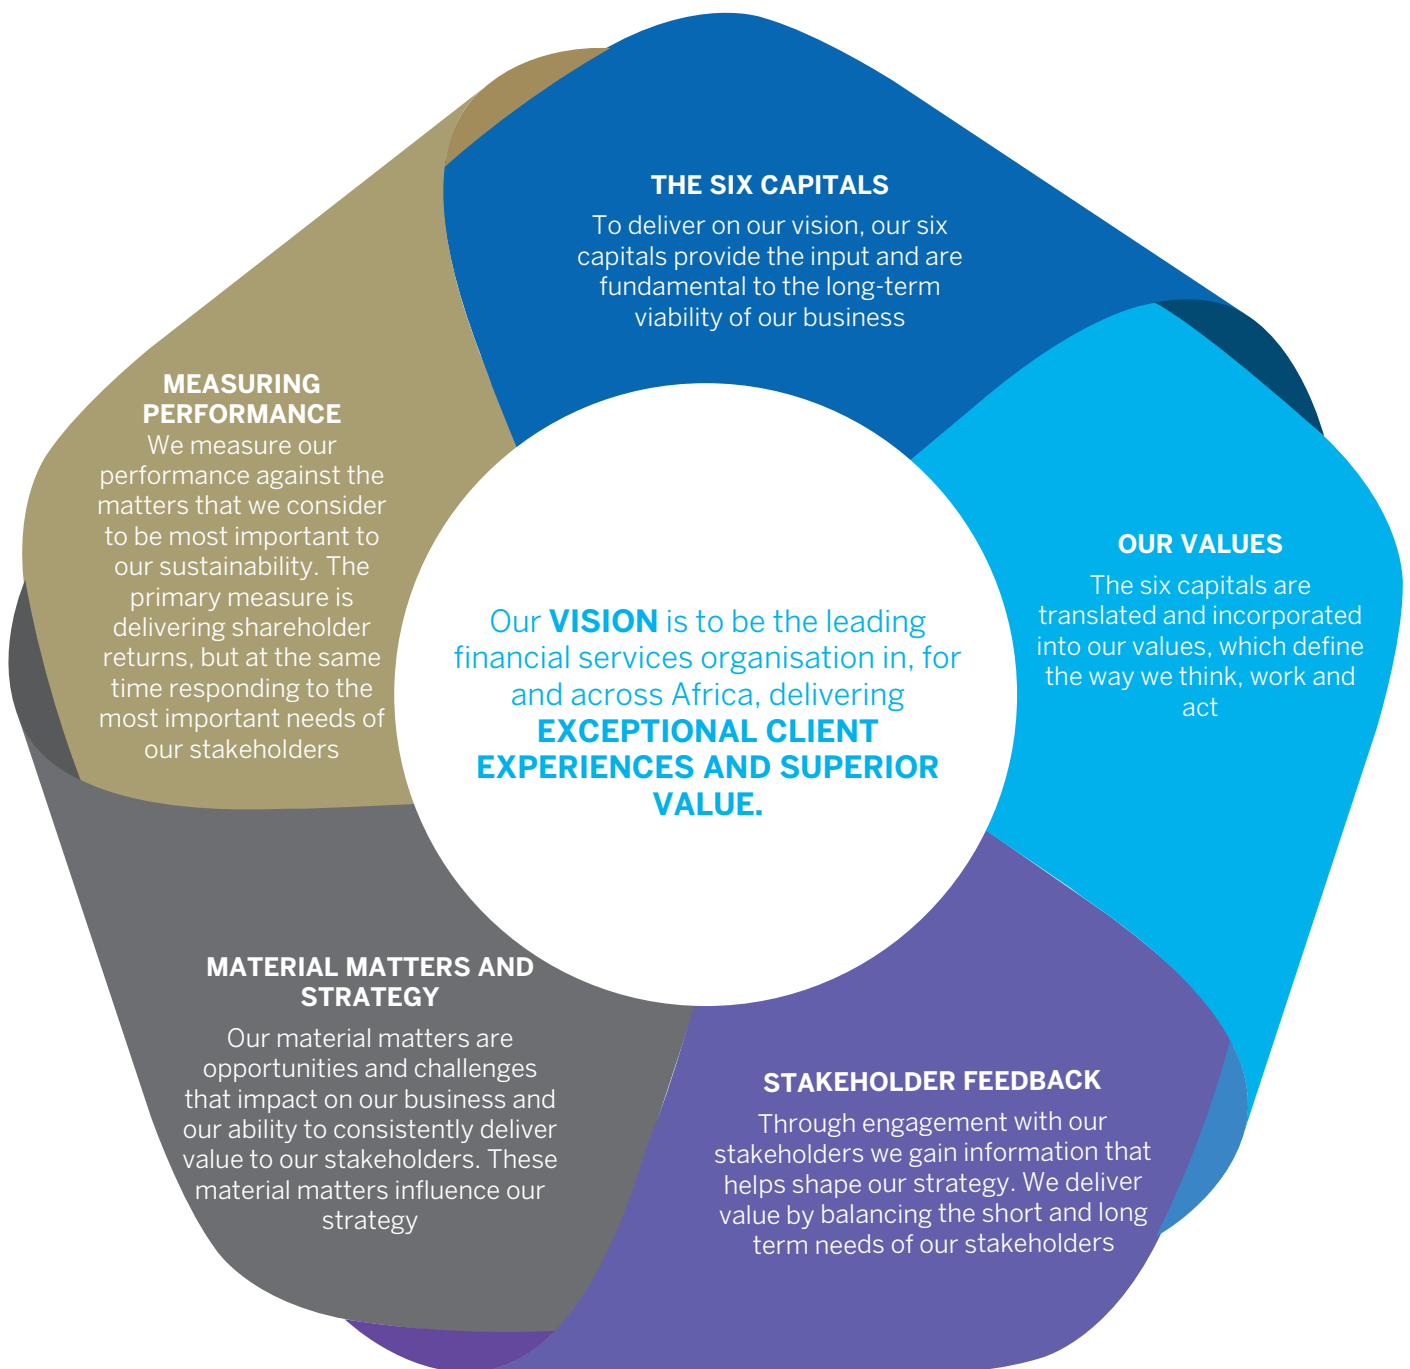 THE SIX CAPITALS
To deliver on our vision, our six
capitals provide the input and are
fundamental to the long-term
viability of our business
OUR VALUES
The six capitals are
translated and incorporated
into our values, which define
the way we think, work and
act
STAKEHOLDER FEEDBACK
Through engagement with our
stakeholders we gain information that
helps shape our strategy. We deliver
value by balancing the short and long
term needs of our stakeholders
MATERIAL MATTERS AND
STRATEGY
Our material matters are
opportunities and challenges
that impact on our business and
our ability to consistently deliver
value to our stakeholders. These
material matters influence our
strategy
MEASURING
PERFORMANCE
We measure our
performance against the
matters that we consider
to be most important to
our sustainability. The
primary measure is
delivering shareholder
returns, but at the same
time responding to the
most important needs of
our stakeholders
Our VISION is to be the leading
financial services organisation in, for
and across Africa, delivering
EXCEPTIONAL CLIENT
EXPERIENCES AND SUPERIOR
VALUE.